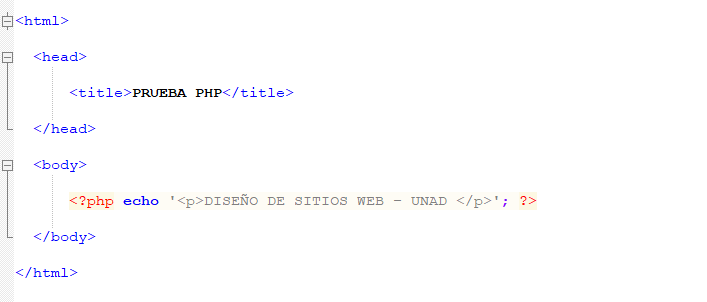 <html>
<head>
<title>PRUEBA PHP</title>
</head>
<body>
<?php echo '<p>DISEÑO DE SITIOS WEB – UNAD </p>'; ?>
</body>
</html>